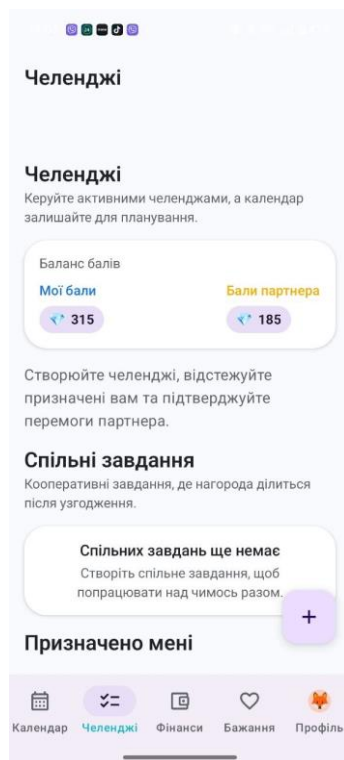 Челенджі
Челенджі
Керуйте активними челенджами, а календар
залишайте для планування.
Баланс балів
Мої бали Бали партнера
315 185
Створюйте челенджі, відстежуйте
призначені вам та підтверджуйте
перемоги партнера.
Спільні завдання
Кооперативні завдання, де нагорода ділиться
після узгодження.
Спільних завдань ще немає
Створіть спільне завдання, щоб
попрацювати над чимось разом.
+
Призначено мені
Календар Челенджі Фінанси Бажання Профіль